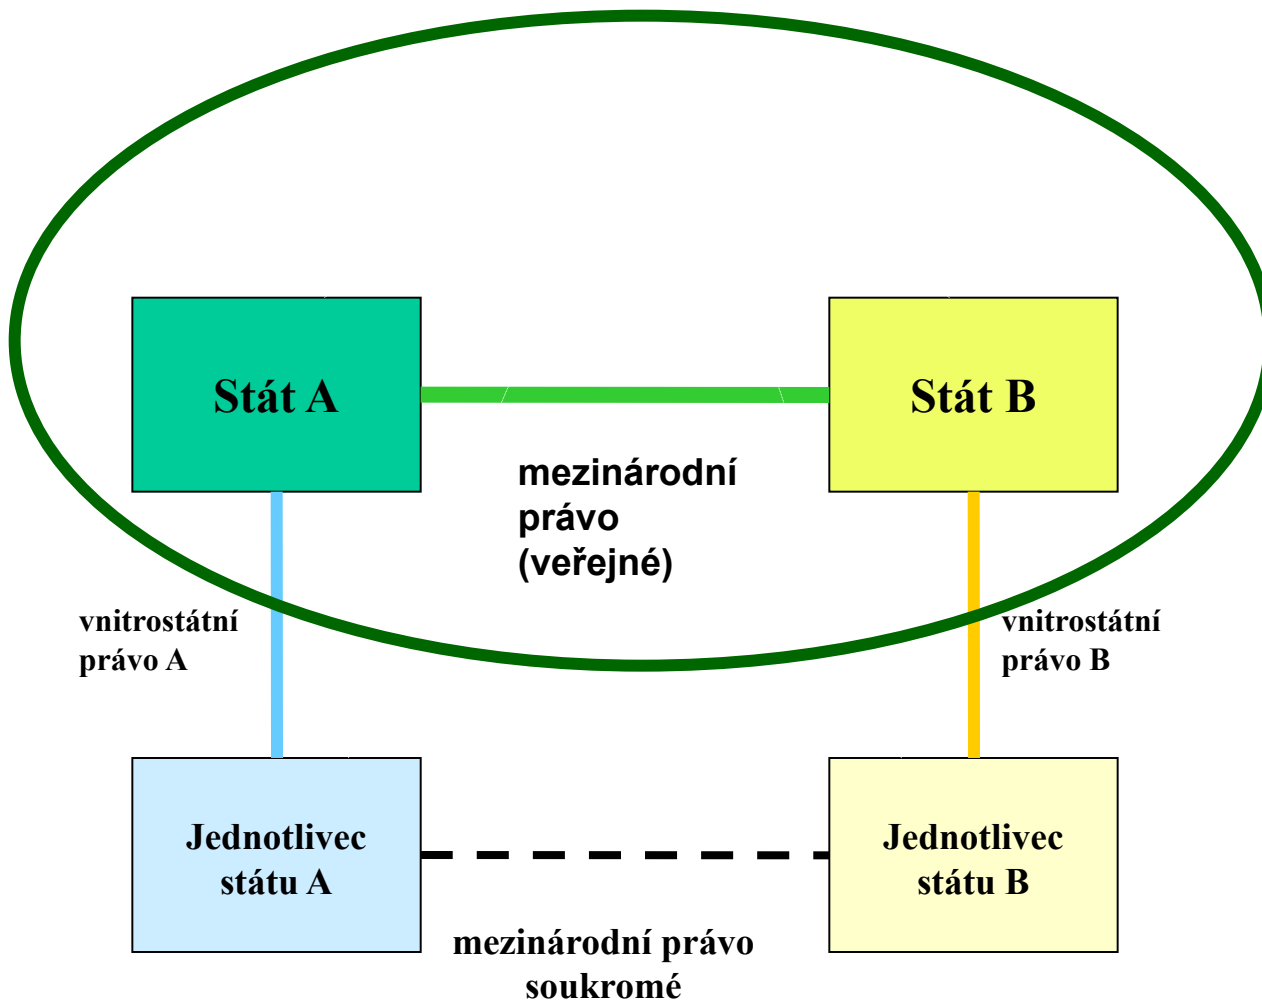 Stát A
Stát B
mezinárodní
právo
(veřejné)
vnitrostátní
právo A
vnitrostátní
právo B
Jednotlivec
státu A
Jednotlivec
státu B
mezinárodní právo
soukromé